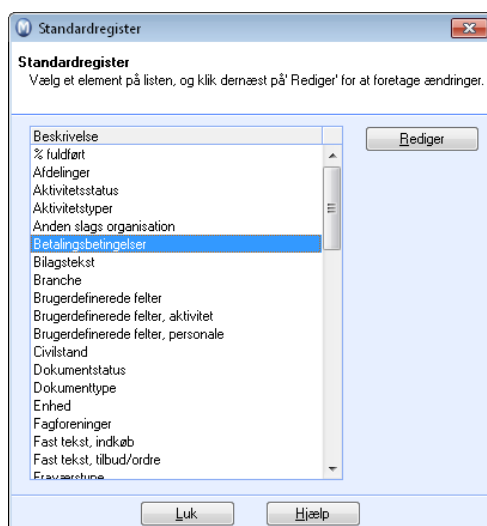 Standardregister
Standardregister
Vælg et element på listen, og klik dernæst på' Rediger' for at foretage ændringer.
Beskrivelse
Rediger
% fuldført
Afdelinger
Aktivitetsstatus
Aktivitetstyper
Anden slags organisation
Betalingsbetingelser
Bilagstekst
Branche
Brugerdefinerede felter
Brugerdefinerede felter, aktivitet
Brugerdefinerede felter, personale
Civilstand
Dokumentstatus
Dokumenttype
Enhed
Fagforeninger
Fast tekst, indkøb
Fast tekst, tilbud/ordre
Fraværstype
Luk
Hjælp